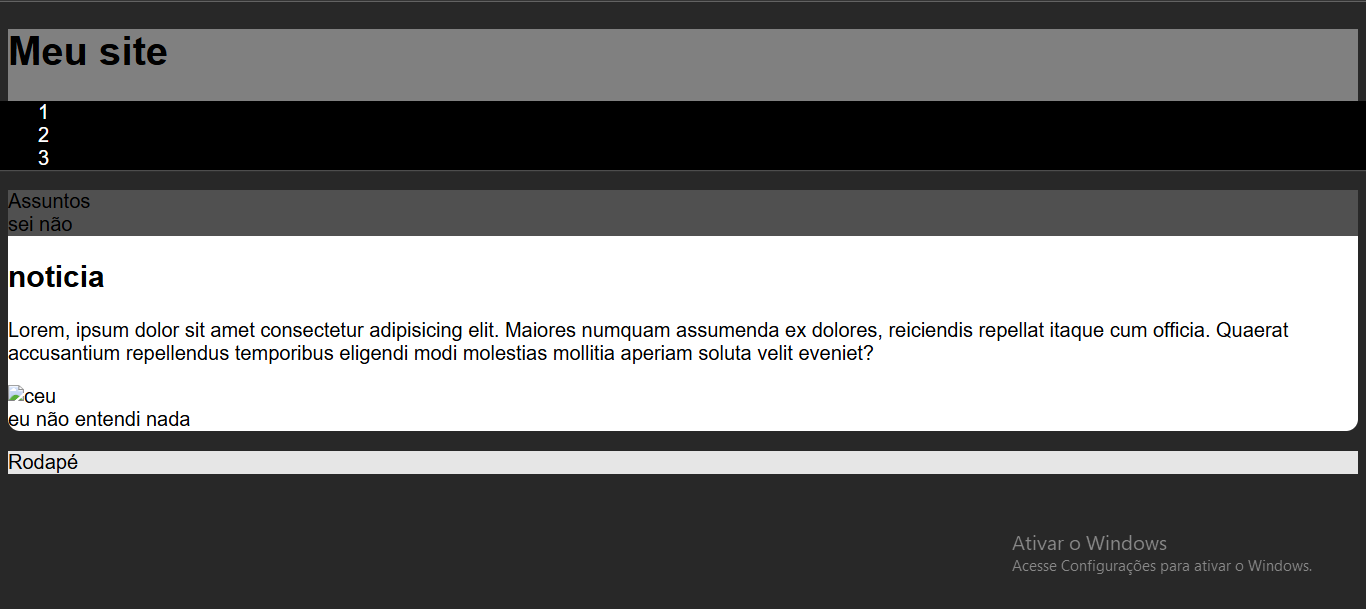 Meu site
1
2
3
Assuntos
sei não
noticia
Lorem, ipsum dolor sit amet consectetur adipisicing elit. Maiores numquam assumenda ex dolores, reiciendis repellat itaque cum officia. Quaerat
accusantium repellendus temporibus eligendi modi molestias mollitia aperiam soluta velit eveniet?
ceu
eu não entendi nada
Rodapé
Ativar o Windows
Acesse Configurações para ativar o Windows.